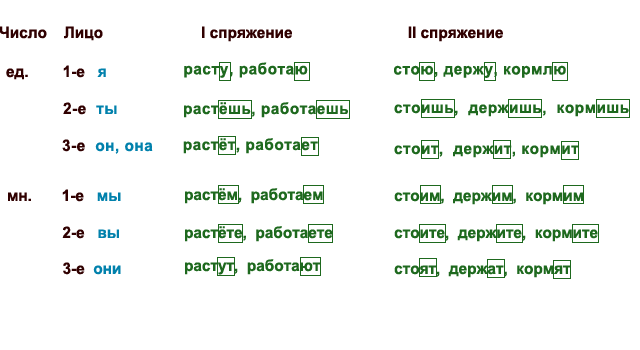 Число Лицо I спряжение II спряжение
ед. 1-е я расту, работаю стою, держу, кормлю
2-е ты растёшь, работаешь стоишь, держишь, кормишь
3-е он, она растёт, работает стоит, держит, кормит
мн. 1-е мы растём, работаем стоим, держим, кормим
2-е вы растёте, работаете стоите, держите, кормите
3-е они растут, работают стоят, держат, кормят